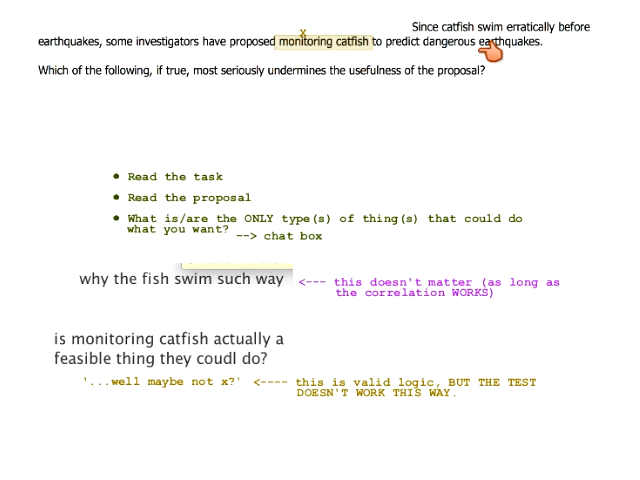 Since catfish swim erratically before
x
earthquakes, some investigators have proposed monitoring catfish to predict dangerous earthquakes.
Which of the following, if true, most seriously undermines the usefulness of the proposal?
• Read the task
• Read the proposal
• What is/are the ONLY type(s) of thing(s) that could do
what you want? --> chat box
why the fish swim such way <--- this doesn't matter (as long as
the correlation WORKS)
is monitoring catfish actually a
feasible thing they coudl do?
'...well maybe not x?' <---- this is valid logic, BUT THE TEST
DOESN'T WORK THIS WAY.